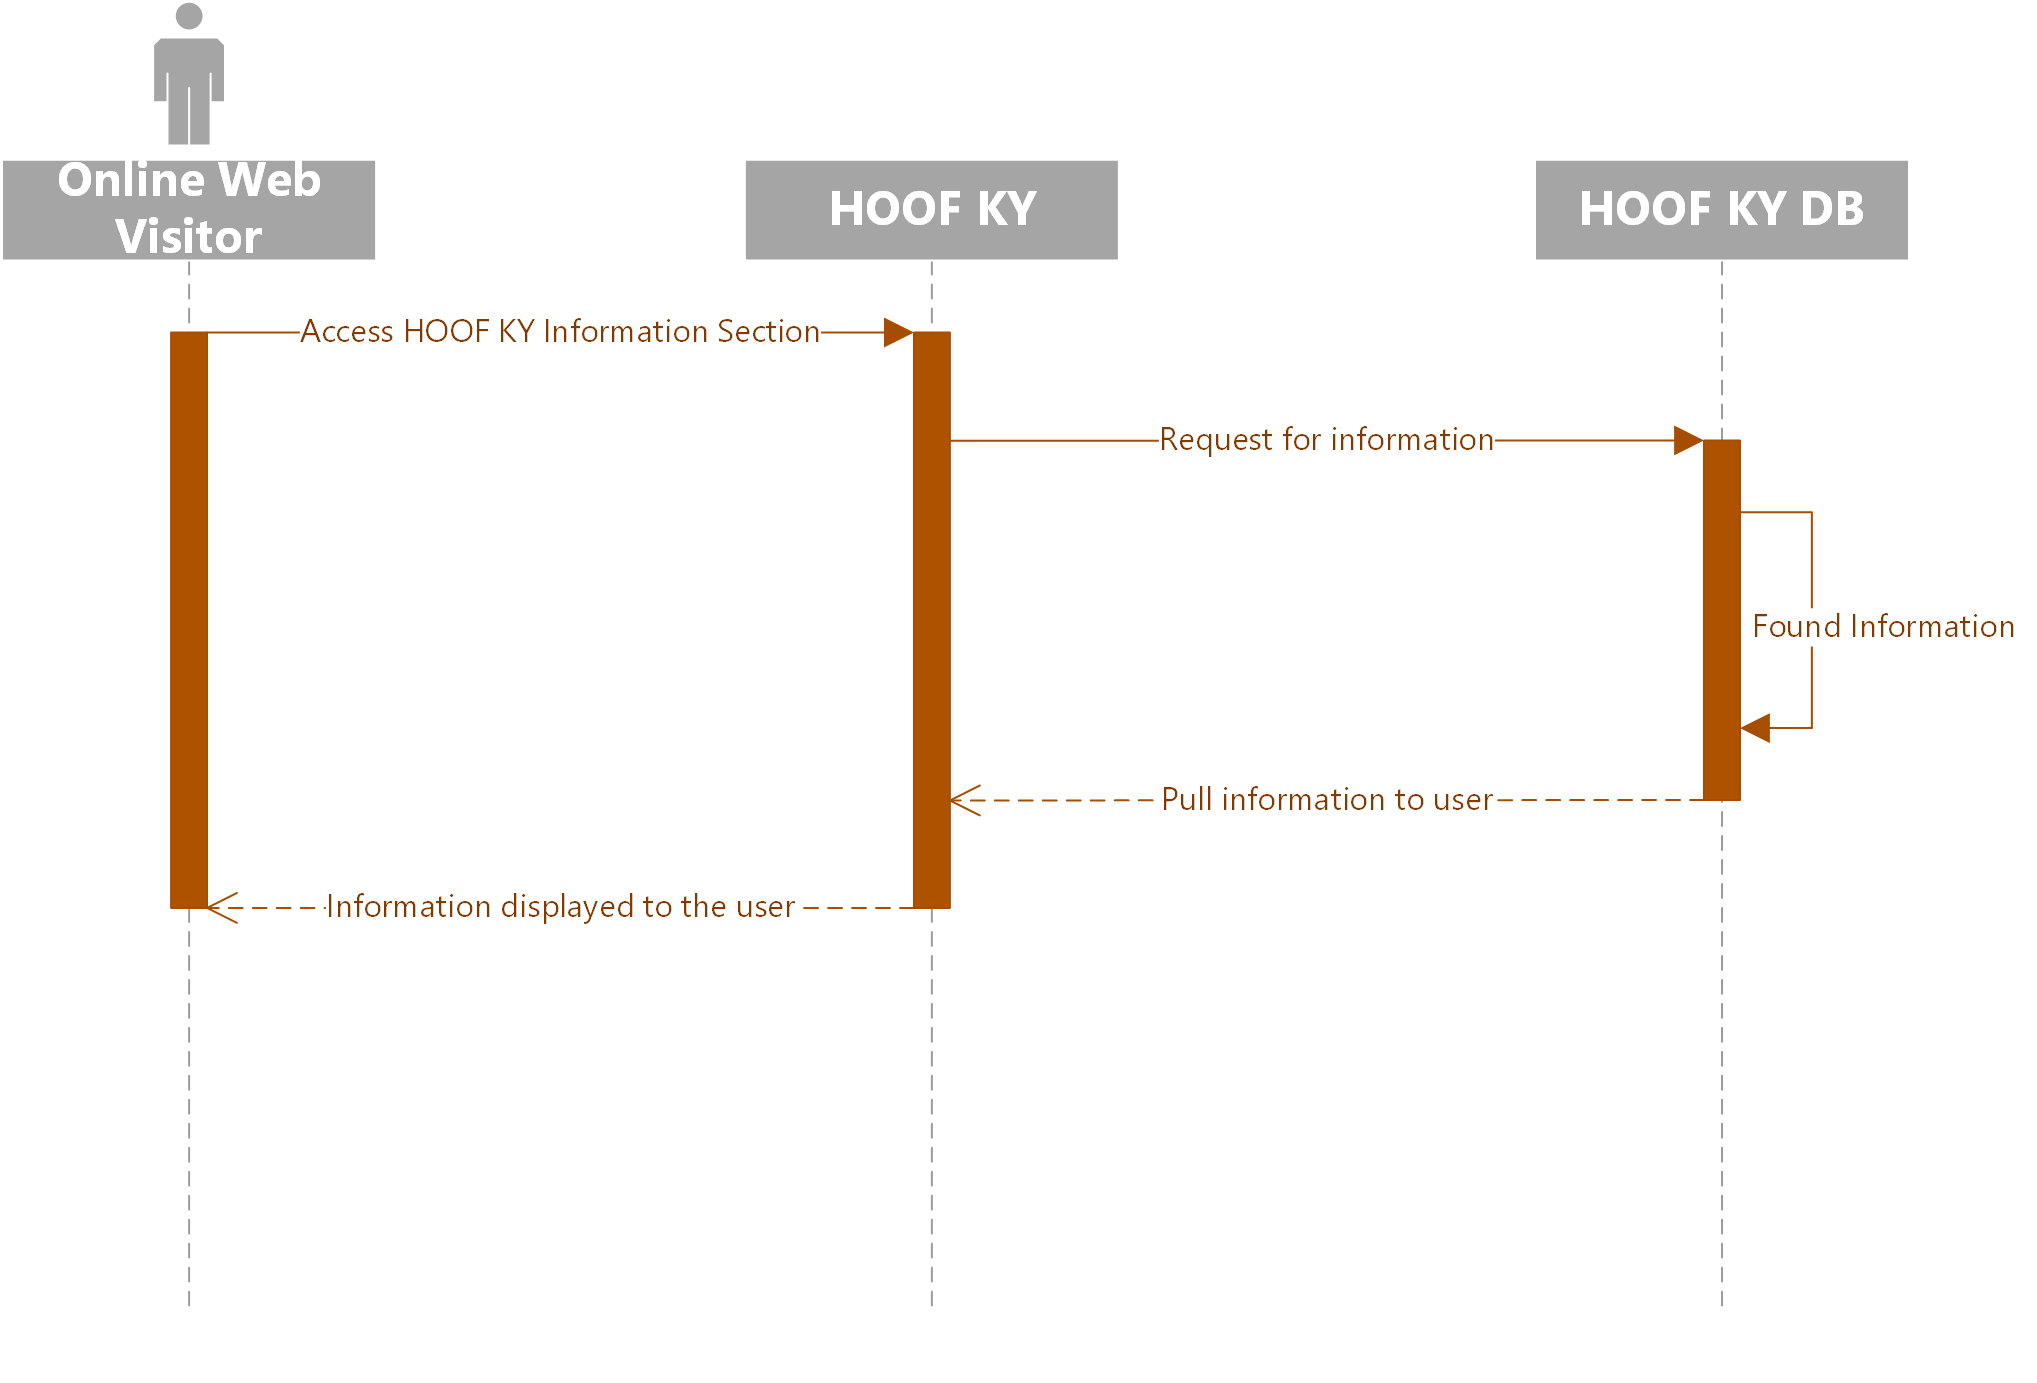 Online Web
Visitor
HOOF KY
HOOF KY DB
Access HOOF KY Information Section
Request for information
Found Information
Pull information to user
Information displayed to the user